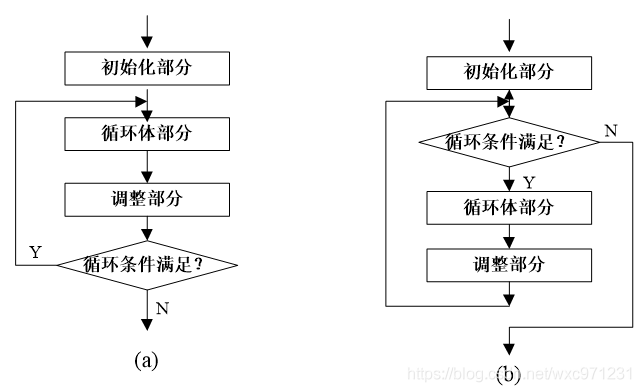 初始化部分
循环体部分
调整部分
循环条件满足?
Y
N
(a)
初始化部分
循环条件满足?
N
Y
循环体部分
调整部分
(b)
https://blog.csdn.net/wxc971231